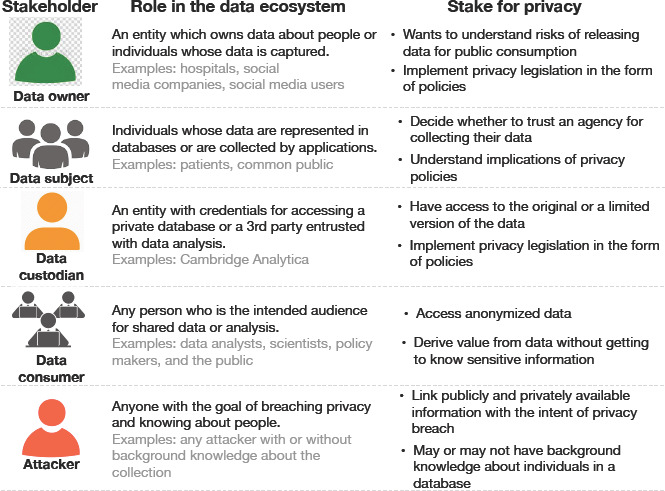 Stakeholder
Role in the data ecosystem
Stake for privacy
Data owner
An entity which owns data about people or
individuals whose data is captured.
Examples: hospitals, social
media companies, social media users
• Wants to understand risks of releasing
data for public consumption
• Implement privacy legislation in the form
of policies
Data subject
Individuals whose data are represented in
databases or are collected by applications.
Examples: patients, common public
• Decide whether to trust an agency for
collecting their data
• Understand implications of privacy
policies
Data
custodian
An entity with credentials for accessing a
private database or a 3rd party entrusted
with data analysis.
Examples: Cambridge Analytica
• Have access to the original or a limited
version of the data
• Implement privacy legislation in the form
of policies
Data
consumer
Any person who is the intended audience
for shared data or analysis.
Examples: data analysts, scientists, policy
makers, and the public
• Access anonymized data
• Derive value from data without getting
to know sensitive information
Attacker
Anyone with the goal of breaching privacy
and knowing about people.
Examples: any attacker with or without
background knowledge about the
collection
• Link publicly and privately available
information with the intent of privacy
breach
• May or may not have background
knowledge about individuals in a
database